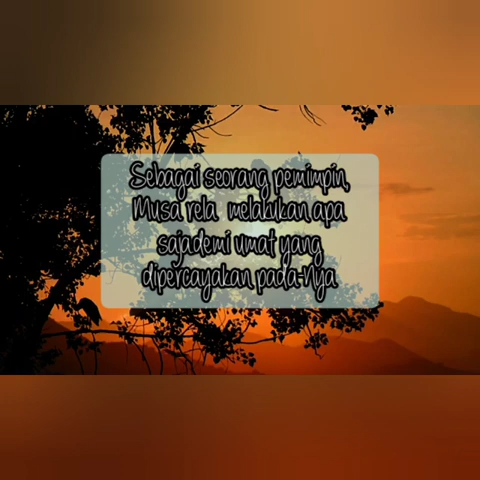 Sebagai seorang pemimpin,
Musa rela melakukan apa
sajademi umat yang
dipercayakan pada-Nya